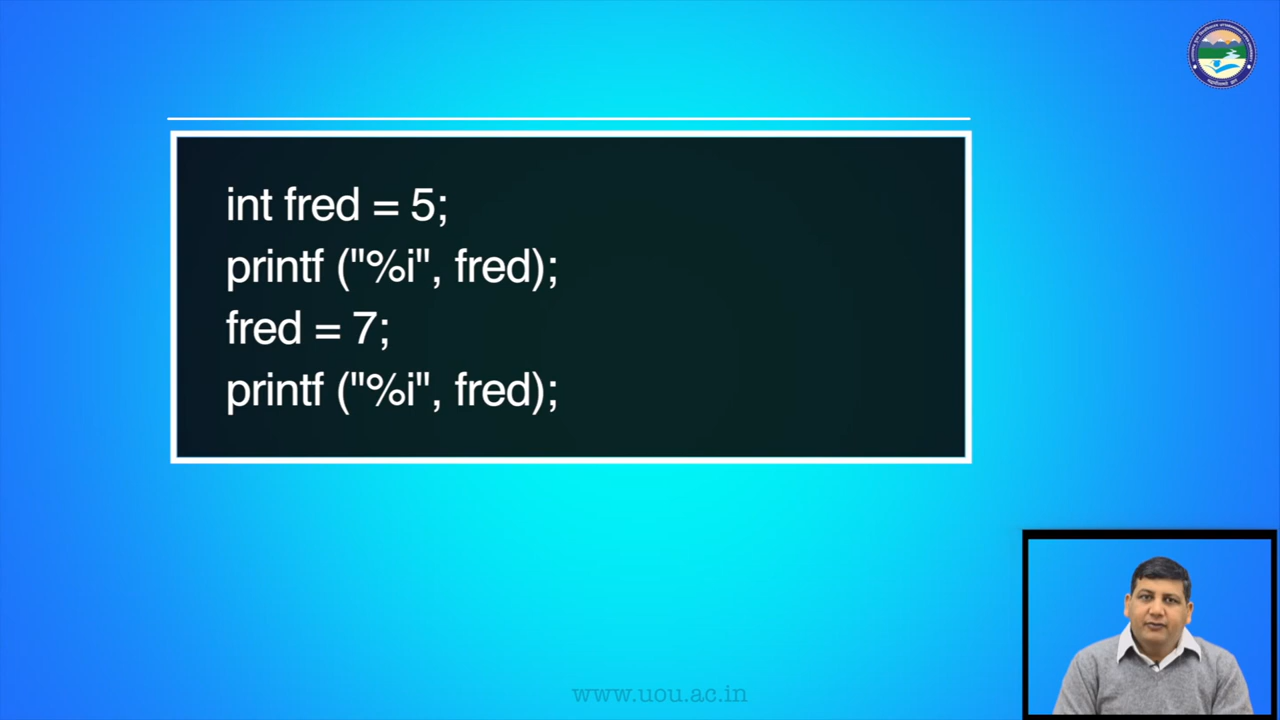 int fred = 5;
printf ("%i", fred);
fred = 7;
printf ("%i", fred);
www.uou.ac.in